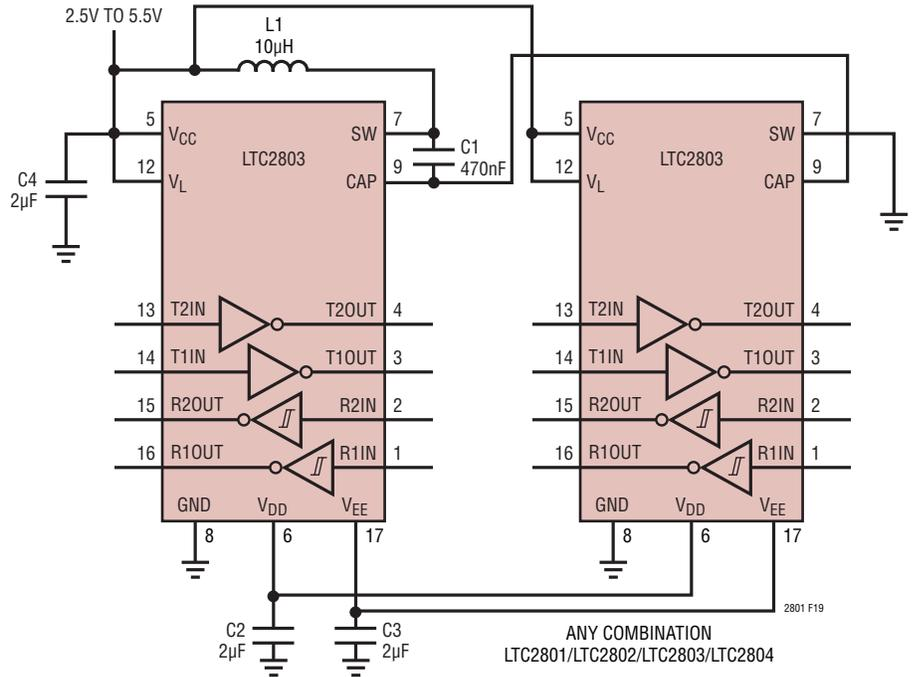 2.5V TO 5.5V
L1
10µH
5
VCC
12
VL
LTC2803
SW
7
CAP
9
C1
470nF
C4
2µF
13
T2IN
T2OUT
4
14
T1IN
T1OUT
3
15
R2OUT
R2IN
2
16
R1OUT
R1IN
1
GND
VDD
VEE
8
6
17
C2
2µF
C3
2µF
5
VCC
12
VL
LTC2803
SW
7
CAP
9
13
T2IN
T2OUT
4
14
T1IN
T1OUT
3
15
R2OUT
R2IN
2
16
R1OUT
R1IN
1
GND
VDD
VEE
8
6
17
2801 F19
ANY COMBINATION
LTC2801/LTC2802/LTC2803/LTC2804